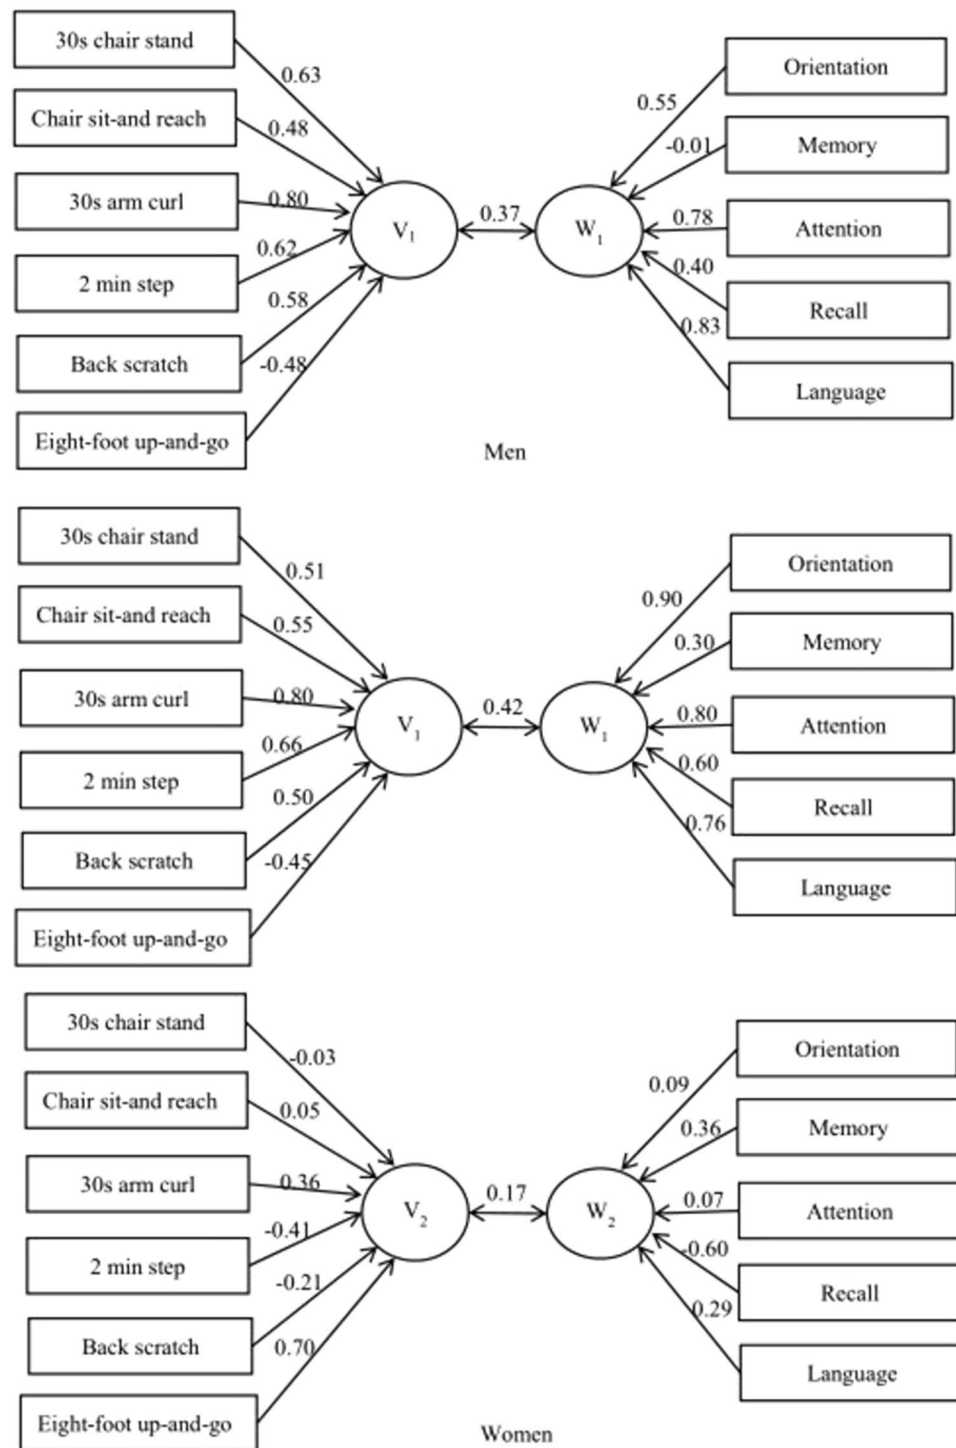 30s chair stand
Chair sit-and reach
30s arm curl
2 min step
Back scratch
Eight-foot up-and-go
0.63
0.48
0.80
0.62
0.58
-0.48
V1
0.37
W1
0.55
-0.01
0.78
0.40
0.83
Orientation
Memory
Attention
Recall
Language
Men
30s chair stand
Chair sit-and reach
30s arm curl
2 min step
Back scratch
Eight-foot up-and-go
0.51
0.55
0.80
0.66
0.50
-0.45
V1
0.42
W1
0.90
0.30
0.80
0.60
0.76
Orientation
Memory
Attention
Recall
Language
30s chair stand
Chair sit-and reach
30s arm curl
2 min step
Back scratch
Eight-foot up-and-go
-0.03
0.05
0.36
-0.41
-0.21
0.70
V2
0.17
W2
0.09
0.36
0.07
-0.60
0.29
Orientation
Memory
Attention
Recall
Language
Women